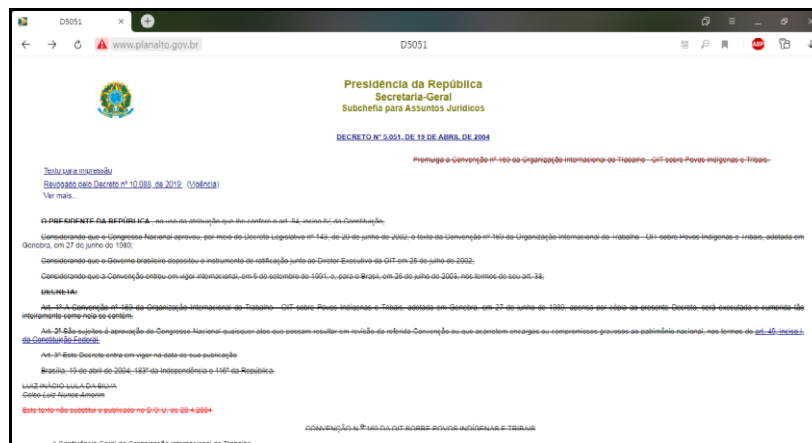 D5051
www.planalto.gov.br
D5051
ABP
Presidência da República
Secretaria-Geral
Subchefia para Assuntos Jurídicos
DECRETO Nº 5.051, DE 19 DE ABRIL DE 2004
Promulga a Convenção nº 169 da Organização Internacional do Trabalho - OIT sobre Povos Indígenas e Tribais.
Texto para impressão
Revogado pelo Decreto nº 10.088, de 2019 (Vigência)
Ver mais...
O PRESIDENTE DA REPÚBLICA, no uso da atribuição que lhe confere o art. 84, inciso IV, da Constituição,
Considerando que o Congresso Nacional aprovou, por meio do Decreto Legislativo nº 143, de 20 de junho de 2002, o texto da Convenção nº 169 da Organização Internacional do Trabalho - OIT sobre Povos Indígenas e Tribais, adotada em
Genebra, em 27 de junho de 1989;
Considerando que o Governo brasileiro depositou o instrumento de ratificação junto ao Diretor Executivo da OIT em 25 de julho de 2002;
Considerando que a Convenção entrou em vigor internacional, em 5 de setembro de 1991, e, para o Brasil, em 25 de julho de 2003, nos termos de seu art. 38;
DECRETA:
Art. 1º A Convenção nº 169 da Organização Internacional do Trabalho - OIT sobre Povos Indígenas e Tribais, adotada em Genebra, em 27 de junho de 1989, apensa por cópia ao presente Decreto, será executada e cumprida tão
inteiramente como nela se contém.
Art. 2º São sujeitos à aprovação do Congresso Nacional quaisquer atos que possam resultar em revisão da referida Convenção ou que acarretem encargos ou compromissos gravosos ao patrimônio nacional, nos termos do art. 49, inciso I,
da Constituição Federal.
Art. 3º Este Decreto entra em vigor na data de sua publicação
Brasília, 19 de abril de 2004; 183º da Independência e 116º da República.
LUIZ INÁCIO LULA DA SILVA
Celso Luiz Nunes Amorim
Este texto não substitui o publicado no D.O.U. de 20.4.2004
CONVENÇÃO N º 169 DA OIT SOBRE POVOS INDÍGENAS E TRIBAIS
A Conferência Geral da Organização Internacional do Trabalho,